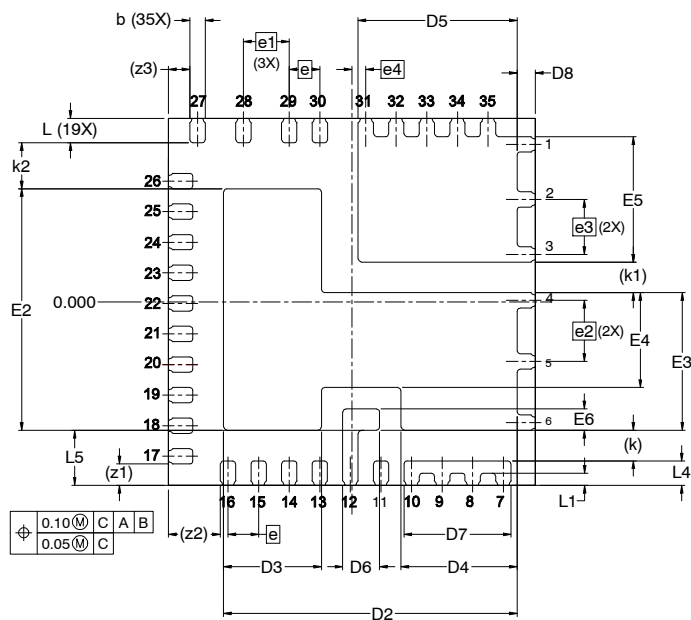 D5
b (35X)
e1
(3X)
e
e4
D8
(z3)
27 28 29 30 31 32 33 34 35
L (19X)
k2
1
26
25
24
23
22
21
20
19
18
17
2
3
4
5
6
E5
e3 (2X)
(k1)
0.000
E2
e2 (2X)
E4
E3
E6
(k)
L5
(z1)
L4
L1
16 15 14 13 12 11 10 9 8 7
0.10 Ⓜ C A B
0.05 Ⓜ C
(z2)
e
D7
D3
D6
D4
D2